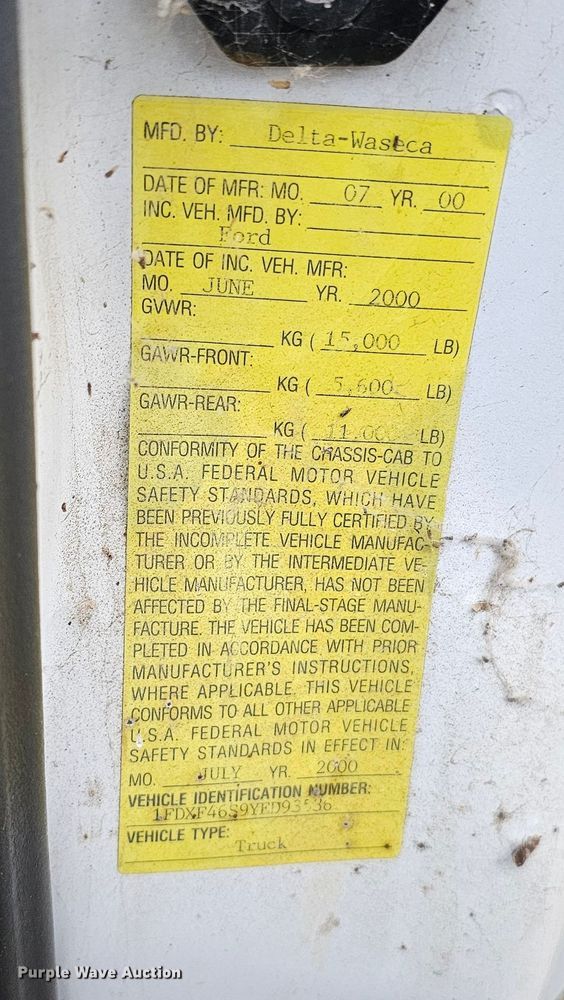 MFD. BY: Delta-Waseca
DATE OF MFR: MO. 07 YR. 00
INC. VEH. MFD. BY:
Ford
DATE OF INC. VEH. MFR:
MO. JUNE YR. 2000
GVWR:
KG ( 15,000 LB)
GAWR-FRONT:
KG ( 5,600 LB)
GAWR-REAR:
KG ( 11,000 LB)
CONFORMITY OF THE CHASSIS-CAB TO
U.S.A. FEDERAL MOTOR VEHICLE
SAFETY STANDARDS, WHICH HAVE
BEEN PREVIOUSLY FULLY CERTIFIED BY
THE INCOMPLETE VEHICLE MANUFAC-
TURER OR BY THE INTERMEDIATE VE-
HICLE MANUFACTURER, HAS NOT BEEN
AFFECTED BY THE FINAL-STAGE MANU-
FACTURE. THE VEHICLE HAS BEEN COM-
PLETED IN ACCORDANCE WITH PRIOR
MANUFACTURER'S INSTRUCTIONS,
WHERE APPLICABLE. THIS VEHICLE
CONFORMS TO ALL OTHER APPLICABLE
U.S.A. FEDERAL MOTOR VEHICLE
SAFETY STANDARDS IN EFFECT IN:
MO. JULY YR. 2000
VEHICLE IDENTIFICATION NUMBER:
1FDXF46S9YED93536
VEHICLE TYPE:
Truck
Purple Wave Auction